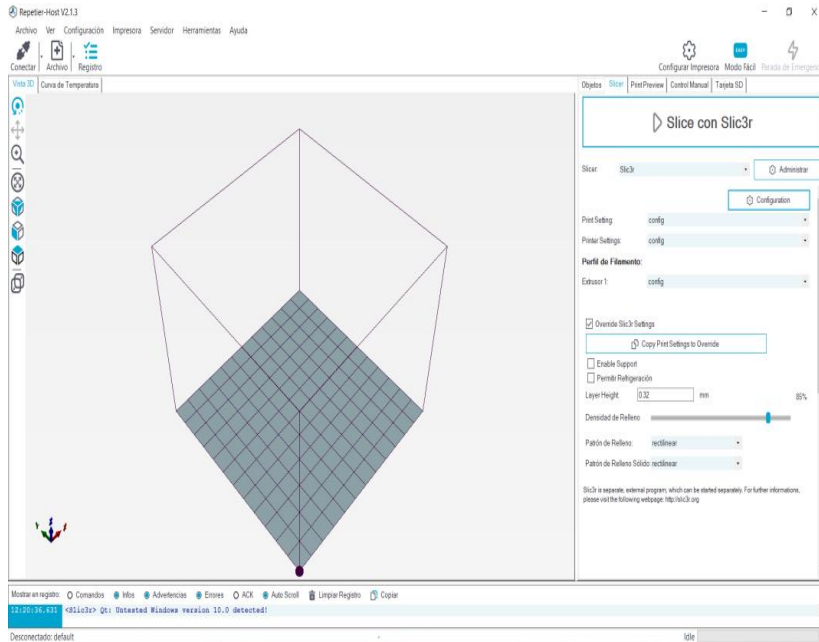 Repetier-Host V2.1.3
Archivo Ver Configuración Impresora Servidor Herramientas Ayuda
Conectar Archivo Registro Configurar Impresora Modo Fácil Parada de Emergenc
EASY
Vista 3D Curva de Temperatura
Objetos Slicer Print Preview Control Manual Tarjeta SD
Slice con Slic3r
Slicer: Slic3r Administrar
Configuration
Print Setting: config
Printer Settings: config
Perfil de Filamento:
Extrusor 1: config
Override Slic3r Settings
Copy Print Settings to Override
Enable Support
Permitir Refrigeración
Layer Height: 0.32 mm 85%
Densidad de Relleno
Patrón de Relleno: rectilinear
Patrón de Relleno Sólido: rectilinear
Slic3r is separate, external program, which can be started separately. For further informations,
please visit the following webpage: http://slic3r.org
Mostrar en registro: Comandos Infos Advertencias Errores ACK Auto Scroll Limpiar Registro Copiar
12:20:36.631 <Slic3r> Qt: Untested Windows version 10.0 detected!
Desconectado: default - Idle